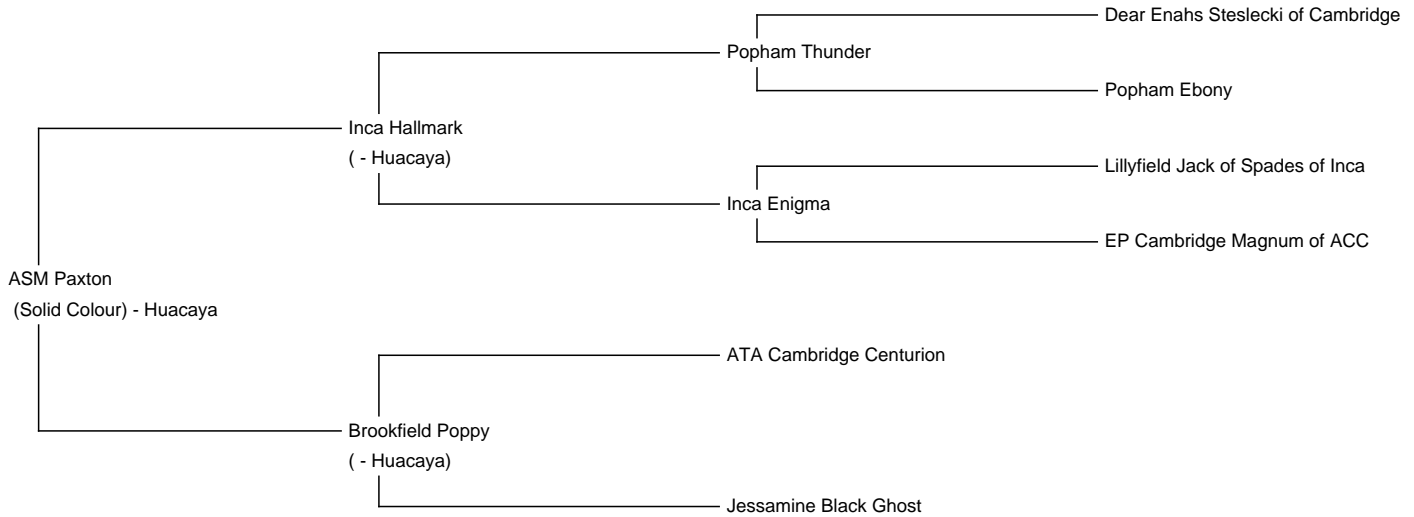 Dear Enahs Steslecki of Cambridge
Popham Thunder
Popham Ebony
Inca Hallmark
( - Huacaya)
Lillyfield Jack of Spades of Inca
Inca Enigma
EP Cambridge Magnum of ACC
ASM Paxton
(Solid Colour) - Huacaya
ATA Cambridge Centurion
Brookfield Poppy
( - Huacaya)
Jessamine Black Ghost